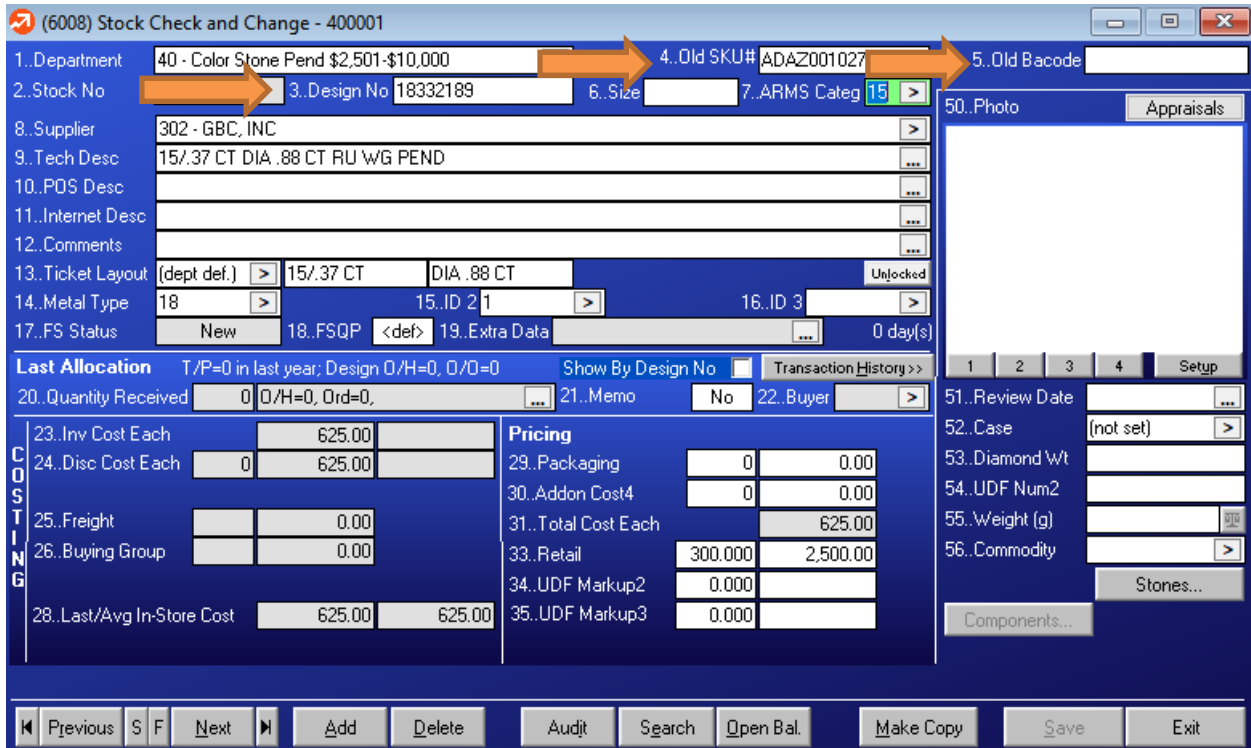 (6008) Stock Check and Change - 400001
1..Department 40 - Color Stone Pend $2,501-$10,000 4..Old SKU# ADAZ001027 5..Old Bacode
2..Stock No 3..Design No 18332189 6..Size 7..ARMS Categ 15 >
8..Supplier 302 - GBC, INC >
9..Tech Desc 15/.37 CT DIA .88 CT RU WG PEND ...
10..POS Desc ...
11..Internet Desc ...
12..Comments ...
13..Ticket Layout (dept def.) > 15/.37 CT DIA .88 CT Unlocked
14..Metal Type 18 > 15..ID 2 1 > 16..ID 3 >
17..FS Status New 18..FSQP <def> 19..Extra Data ... 0 day(s)
Last Allocation T/P=0 in last year; Design O/H=0, O/O=0 Show By Design No Transaction History >>
20..Quantity Received 0 O/H=0, Ord=0, ... 21..Memo No 22..Buyer >
COSTING
23..Inv Cost Each 625.00
24..Disc Cost Each 0 625.00
25..Freight 0.00
26..Buying Group 0.00
28..Last/Avg In-Store Cost 625.00 625.00
Pricing
29..Packaging 0 0.00
30..Addon Cost4 0 0.00
31..Total Cost Each 625.00
33..Retail 300.000 2,500.00
34..UDF Markup2 0.000
35..UDF Markup3 0.000
50..Photo Appraisals
1 2 3 4 Setup
51..Review Date ...
52..Case (not set) >
53..Diamond Wt
54..UDF Num2
55..Weight (g)
56..Commodity >
Stones...
Components...
Previous S F Next Add Delete Audit Search Open Bal. Make Copy Save Exit